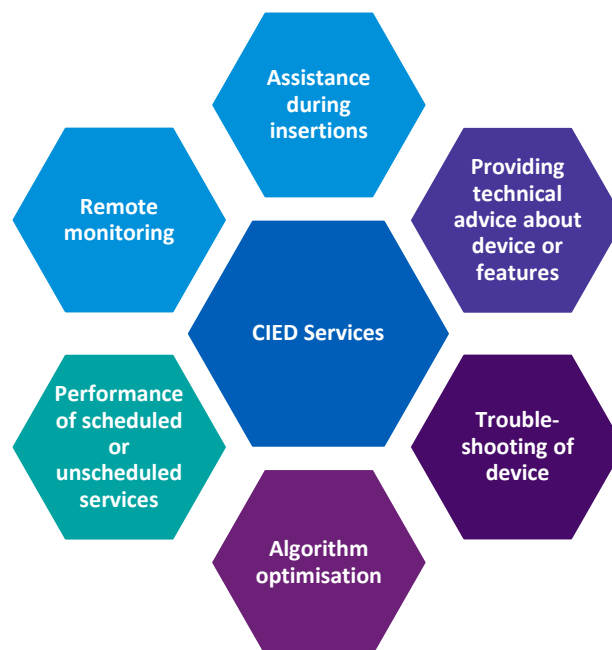 Assistance
during
insertions
Providing
technical
advice about
device or
features
Remote
monitoring
CIED Services
Performance
of scheduled
or
unscheduled
services
Trouble-
shooting of
device
Algorithm
optimisation